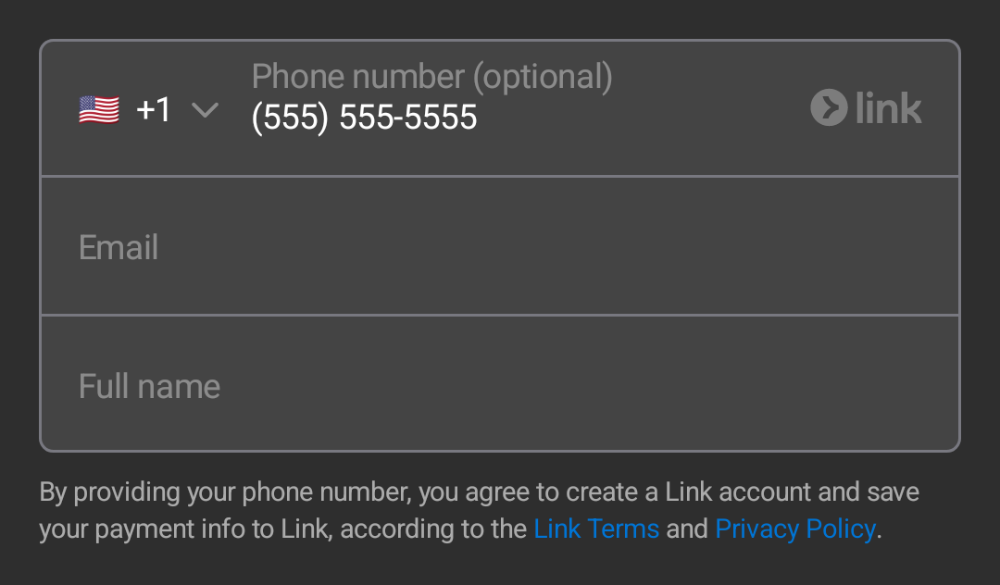 +1
Phone number (optional)
(555) 555-5555
link
Email
Full name
By providing your phone number, you agree to create a Link account and save
your payment info to Link, according to the Link Terms and Privacy Policy.